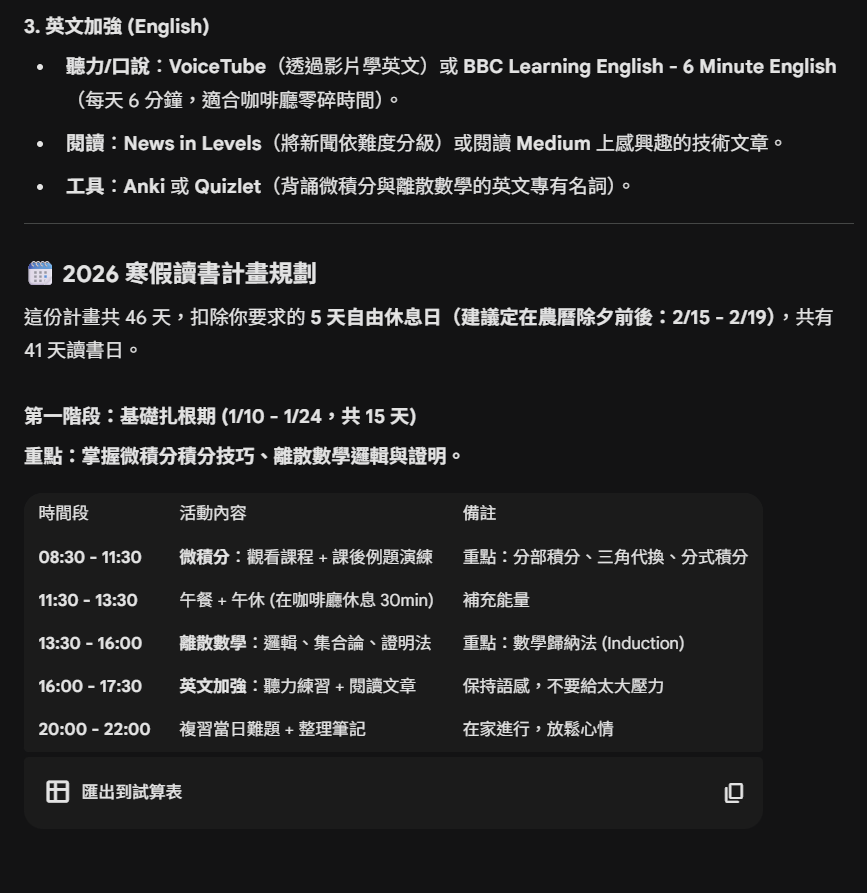 3. 英文加強 (English)
• 聽力/口說：VoiceTube（透過影片學英文）或 BBC Learning English - 6 Minute English
（每天 6 分鐘，適合咖啡廳零碎時間）。
• 閱讀：News in Levels（將新聞依難度分級）或閱讀 Medium 上感興趣的技術文章。
• 工具：Anki 或 Quizlet（背誦微積分與離散數學的英文專有名詞）。
2026 寒假讀書計畫規劃
這份計畫共 46 天，扣除你要求的 5 天自由休息日（建議定在農曆除夕前後：2/15 - 2/19），共有
41 天讀書日。
第一階段：基礎扎根期 (1/10 - 1/24，共 15 天)
重點：掌握微積分積分技巧、離散數學邏輯與證明。
時間段 活動內容 備註
08:30 - 11:30 微積分：觀看課程 + 課後例題演練 重點：分部積分、三角代換、分式積分
11:30 - 13:30 午餐 + 午休 (在咖啡廳休息 30min) 補充能量
13:30 - 16:00 離散數學：邏輯、集合論、證明法 重點：數學歸納法 (Induction)
16:00 - 17:30 英文加強：聽力練習 + 閱讀文章 保持語感，不要給太大壓力
20:00 - 22:00 複習當日難題 + 整理筆記 在家進行，放鬆心情
匯出到試算表